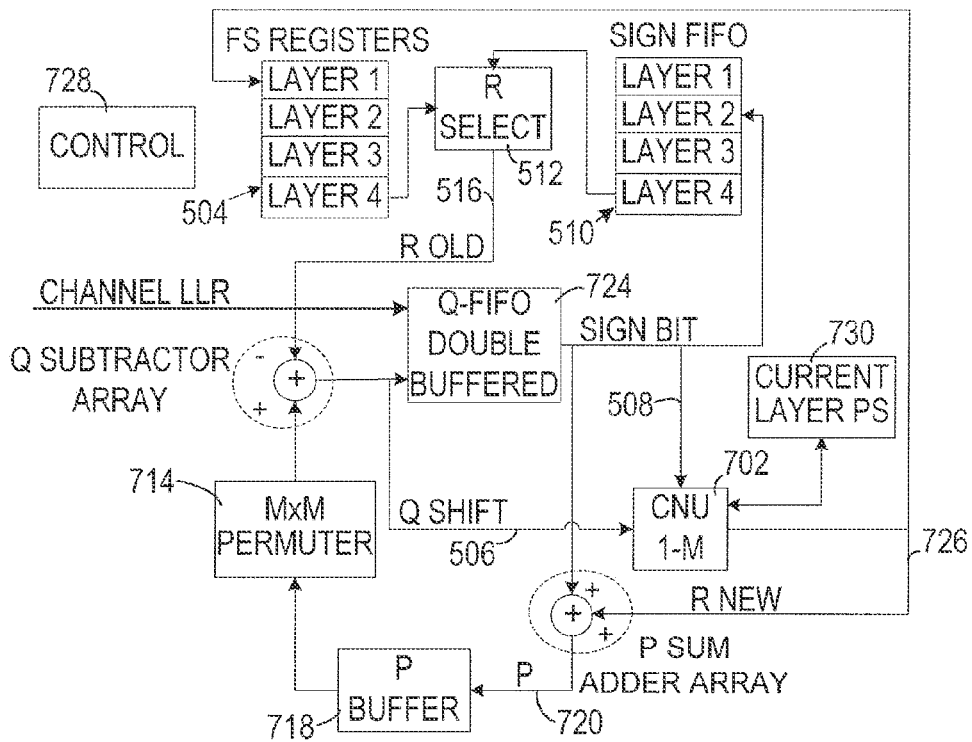 FS REGISTERS
SIGN FIFO
728
CONTROL
LAYER 1
LAYER 2
LAYER 3
LAYER 4
504
R
SELECT
512
516
LAYER 1
LAYER 2
LAYER 3
LAYER 4
510
R OLD
CHANNEL LLR
Q-FIFO
DOUBLE
BUFFERED
724
SIGN BIT
730
CURRENT
LAYER PS
Q SUBTRACTOR
ARRAY
-
+
+
508
714
MxM
PERMUTER
Q SHIFT
506
702
CNU
1-M
726
R NEW
+
+
+
P SUM
ADDER ARRAY
P
BUFFER
718
P
720